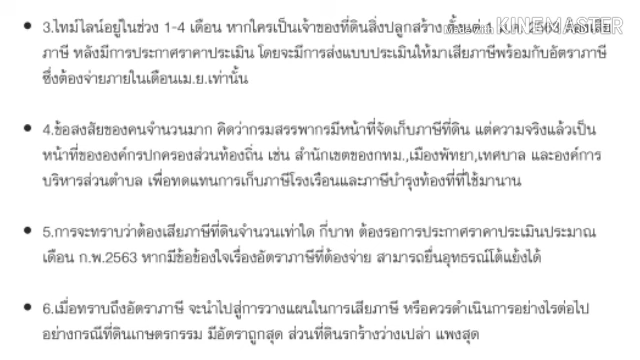 3.ไทม์ไลน์อยู่ในช่วง 1-4 เดือน หากใครเป็นเจ้าของที่ดินสิ่งปลูกสร้าง ตั้งแต่ 1 ม.ค. 2563 ต้องเสีย
KINEMASTER
ภาษี หลังมีการประกาศราคาประเมิน โดยจะมีการส่งแบบประเมินให้มาเสียภาษีพร้อมกับอัตราภาษี
ซึ่งต้องจ่ายภายในเดือนเม.ย.เท่านั้น
4.ข้อสงสัยของคนจำนวนมาก คิดว่ากรมสรรพากรมีหน้าที่จัดเก็บภาษีที่ดิน แต่ความจริงแล้วเป็น
หน้าที่ขององค์กรปกครองส่วนท้องถิ่น เช่น สำนักเขตของกทม.,เมืองพัทยา,เทศบาล และองค์การ
บริหารส่วนตำบล เพื่อทดแทนการเก็บภาษีโรงเรือนและภาษีบำรุงท้องที่ที่ใช้มานาน
5.การจะทราบว่าต้องเสียภาษีที่ดินจำนวนเท่าใด กี่บาท ต้องรอการประกาศราคาประเมินประมาณ
เดือน ก.พ.2563 หากมีข้อข้องใจเรื่องอัตราภาษีที่ต้องจ่าย สามารถยื่นอุทธรณ์โต้แย้งได้
6.เมื่อทราบถึงอัตราภาษี จะนำไปสู่การวางแผนในการเสียภาษี หรือควรดำเนินการอย่างไรต่อไป
อย่างกรณีที่ดินเกษตรกรรม มีอัตราถูกสุด ส่วนที่ดินรกร้างว่างเปล่า แพงสุด